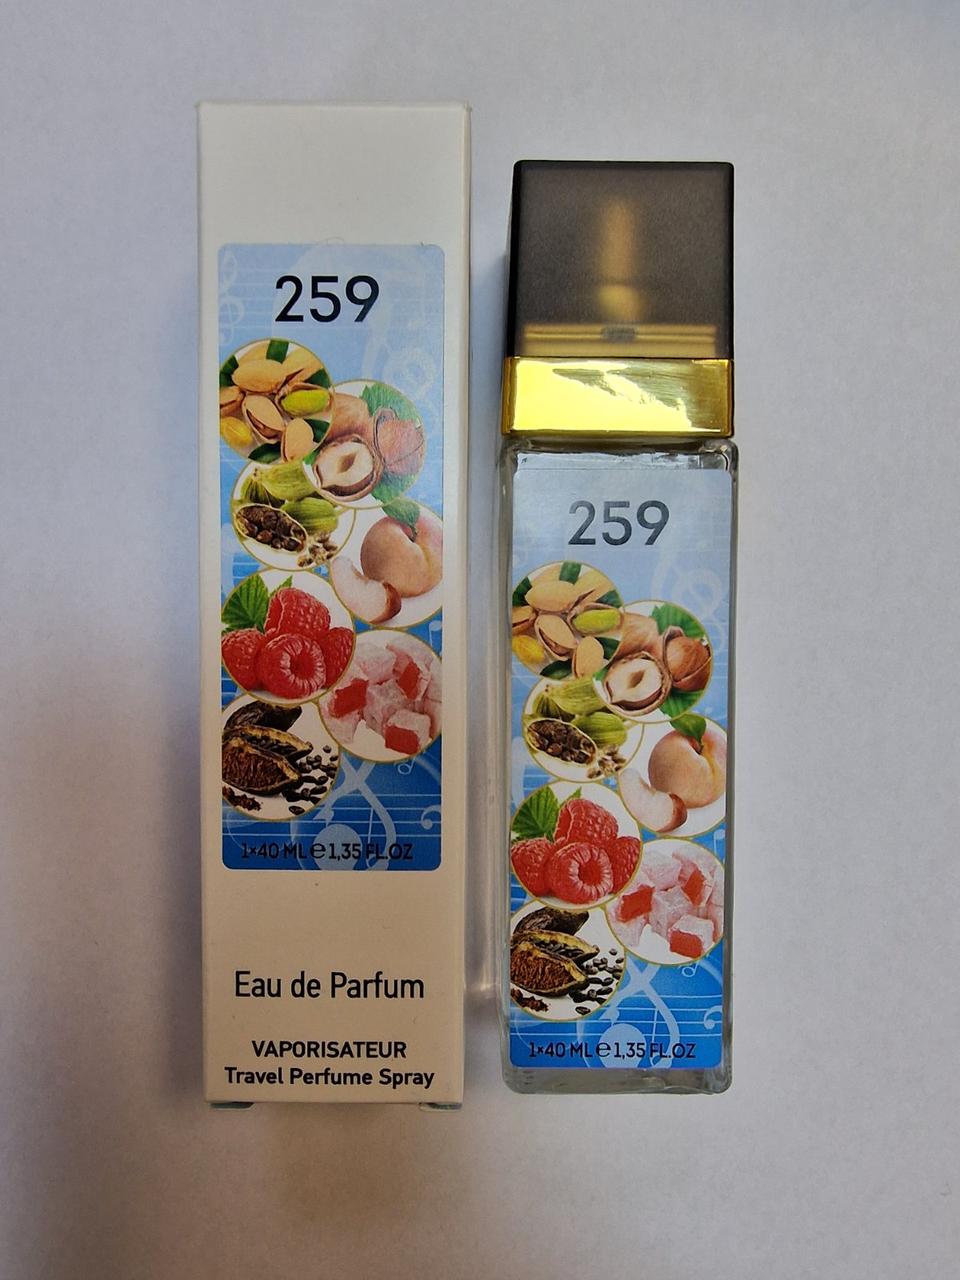 259
1×40 ML ℮ 1,35 FL.OZ
Eau de Parfum
VAPORISATEUR
Travel Perfume Spray
259
1×40 ML ℮ 1,35 FL.OZ